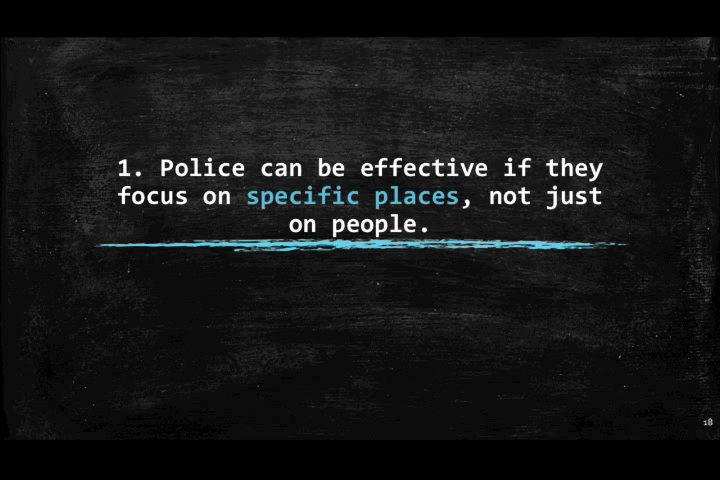 1. Police can be effective if they
focus on specific places, not just
on people.
18